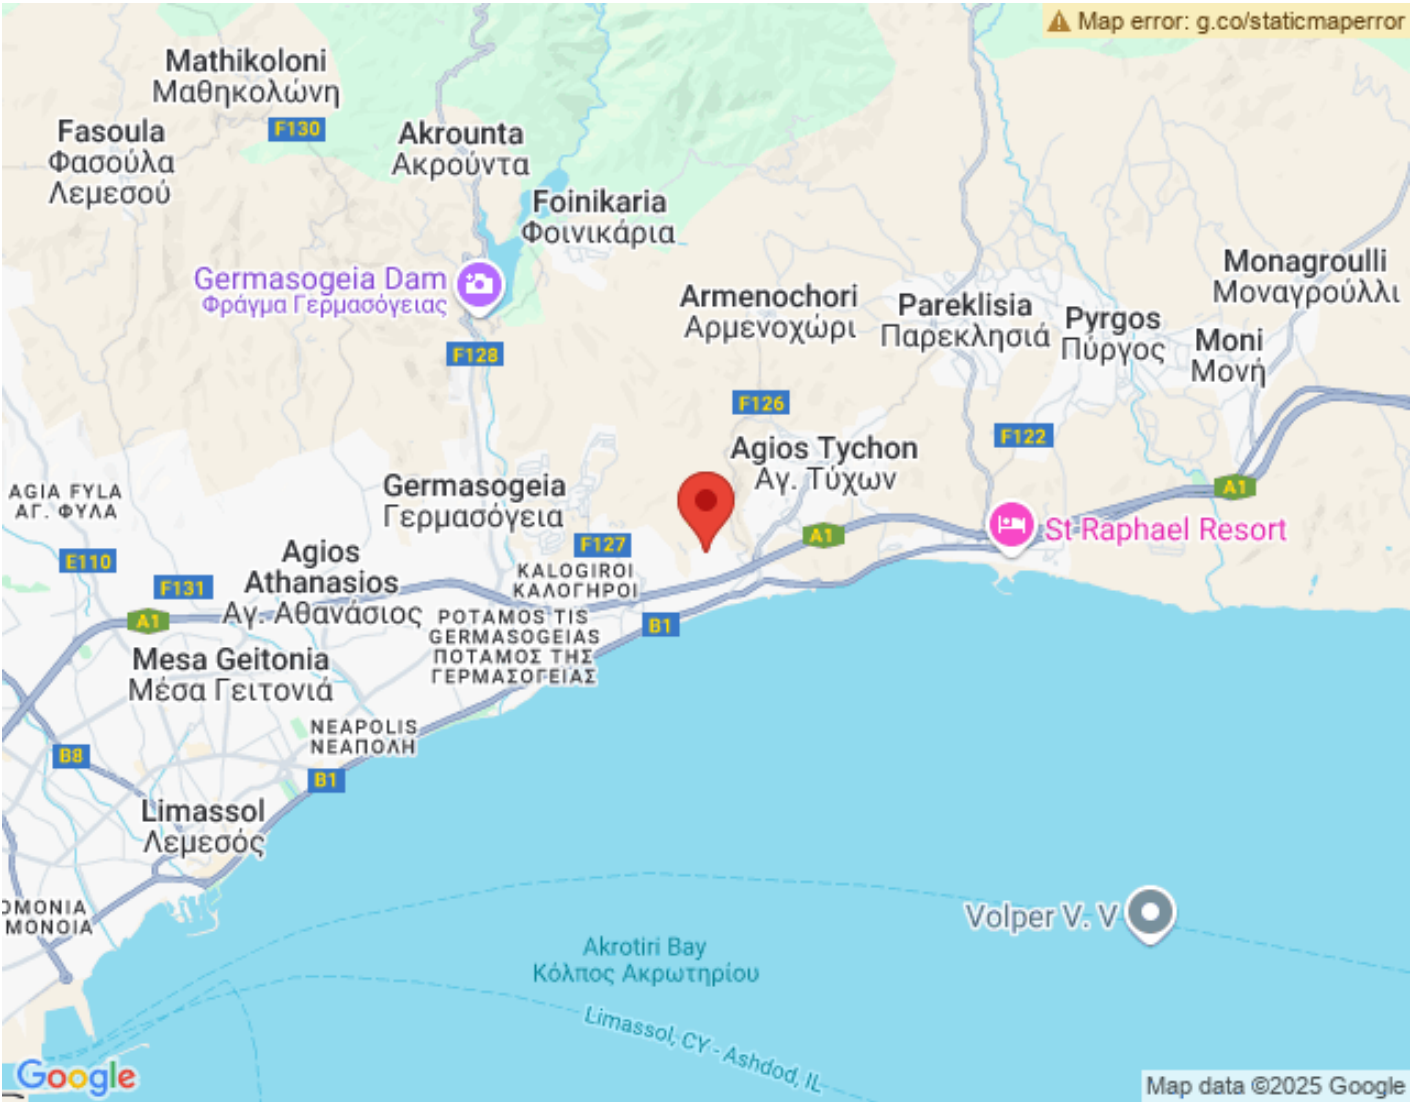 Map error: g.co/staticmaperror
Mathikoloni
Μαθηκολώνη
F130
Fasoula
Φασούλα
Λεμεσού
Akrounta
Ακρούντα
Foinikaria
Φοινικάρια
Germasogeia Dam
Φράγμα Γερμασόγειας
Monagroulli
Μοναγρούλλι
Armenochori
Αρμενοχώρι
Pareklisia
Παρεκλησιά
Pyrgos
Πύργος
Moni
Μονή
F128
F126
F122
Agios Tychon
Αγ. Τύχων
AGIA FYLA
ΑΓ. ΦΥΛΑ
Germasogeia
Γερμασόγεια
A1
St Raphael Resort
A1
F127
E110
F131
Agios
Athanasios
Αγ. Αθανάσιος
KALOGIROI
ΚΑΛΟΓΗΡΟΙ
A1
POTAMOS TIS
GERMASOGEIAS
ΠΟΤΑΜΟΣ ΤΗΣ
ΓΕΡΜΑΣΟΓΕΙΑΣ
B1
Mesa Geitonia
Μέσα Γειτονιά
NEAPOLIS
ΝΕΑΠΟΛΗ
B8
B1
Limassol
Λεμεσός
OMONIA
ΜΟΝΟΙΑ
Volper V. V
Akrotiri Bay
Κόλπος Ακρωτηρίου
Limassol, CY - Ashdod, IL
Google
Map data ©2025 Google